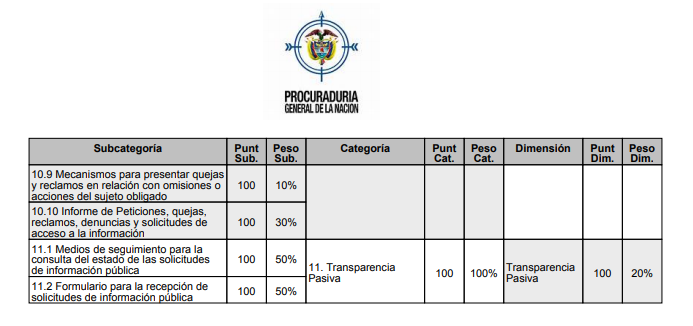 PROCURADURIA
GENERAL DE LA NACION
Subcategoría Punt Sub. Peso Sub. Categoría Punt Cat. Peso Cat. Dimensión Punt Dim. Peso Dim.
10.9 Mecanismos para presentar quejas
y reclamos en relación con omisiones o
acciones del sujeto obligado
100 10%
10.10 Informe de Peticiones, quejas,
reclamos, denuncias y solicitudes de
acceso a la información
100 30%
11.1 Medios de seguimiento para la
consulta del estado de las solicitudes
de información pública
100 50%
11.2 Formulario para la recepción de
solicitudes de información pública
100 50%
11. Transparencia
Pasiva
100 100%
Transparencia
Pasiva
100 20%